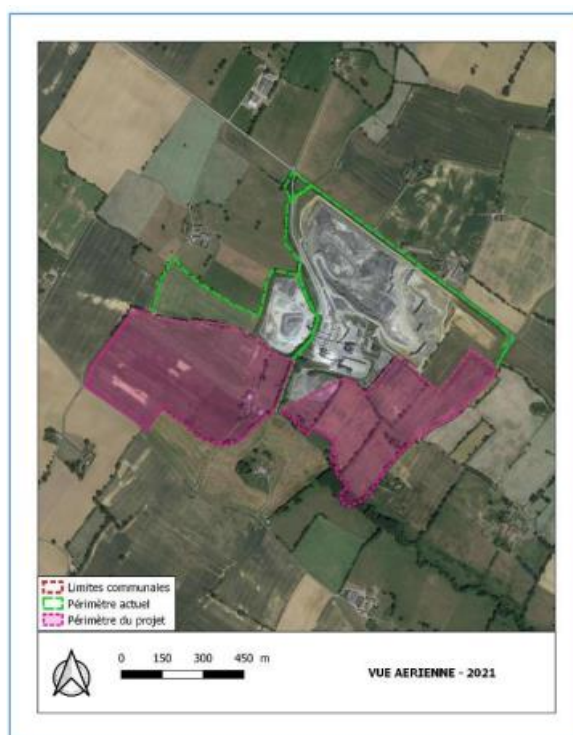 Limites communales
Périmètre actuel
Périmètre du projet
0 150 300 450 m
VUE AERIENNE - 2021